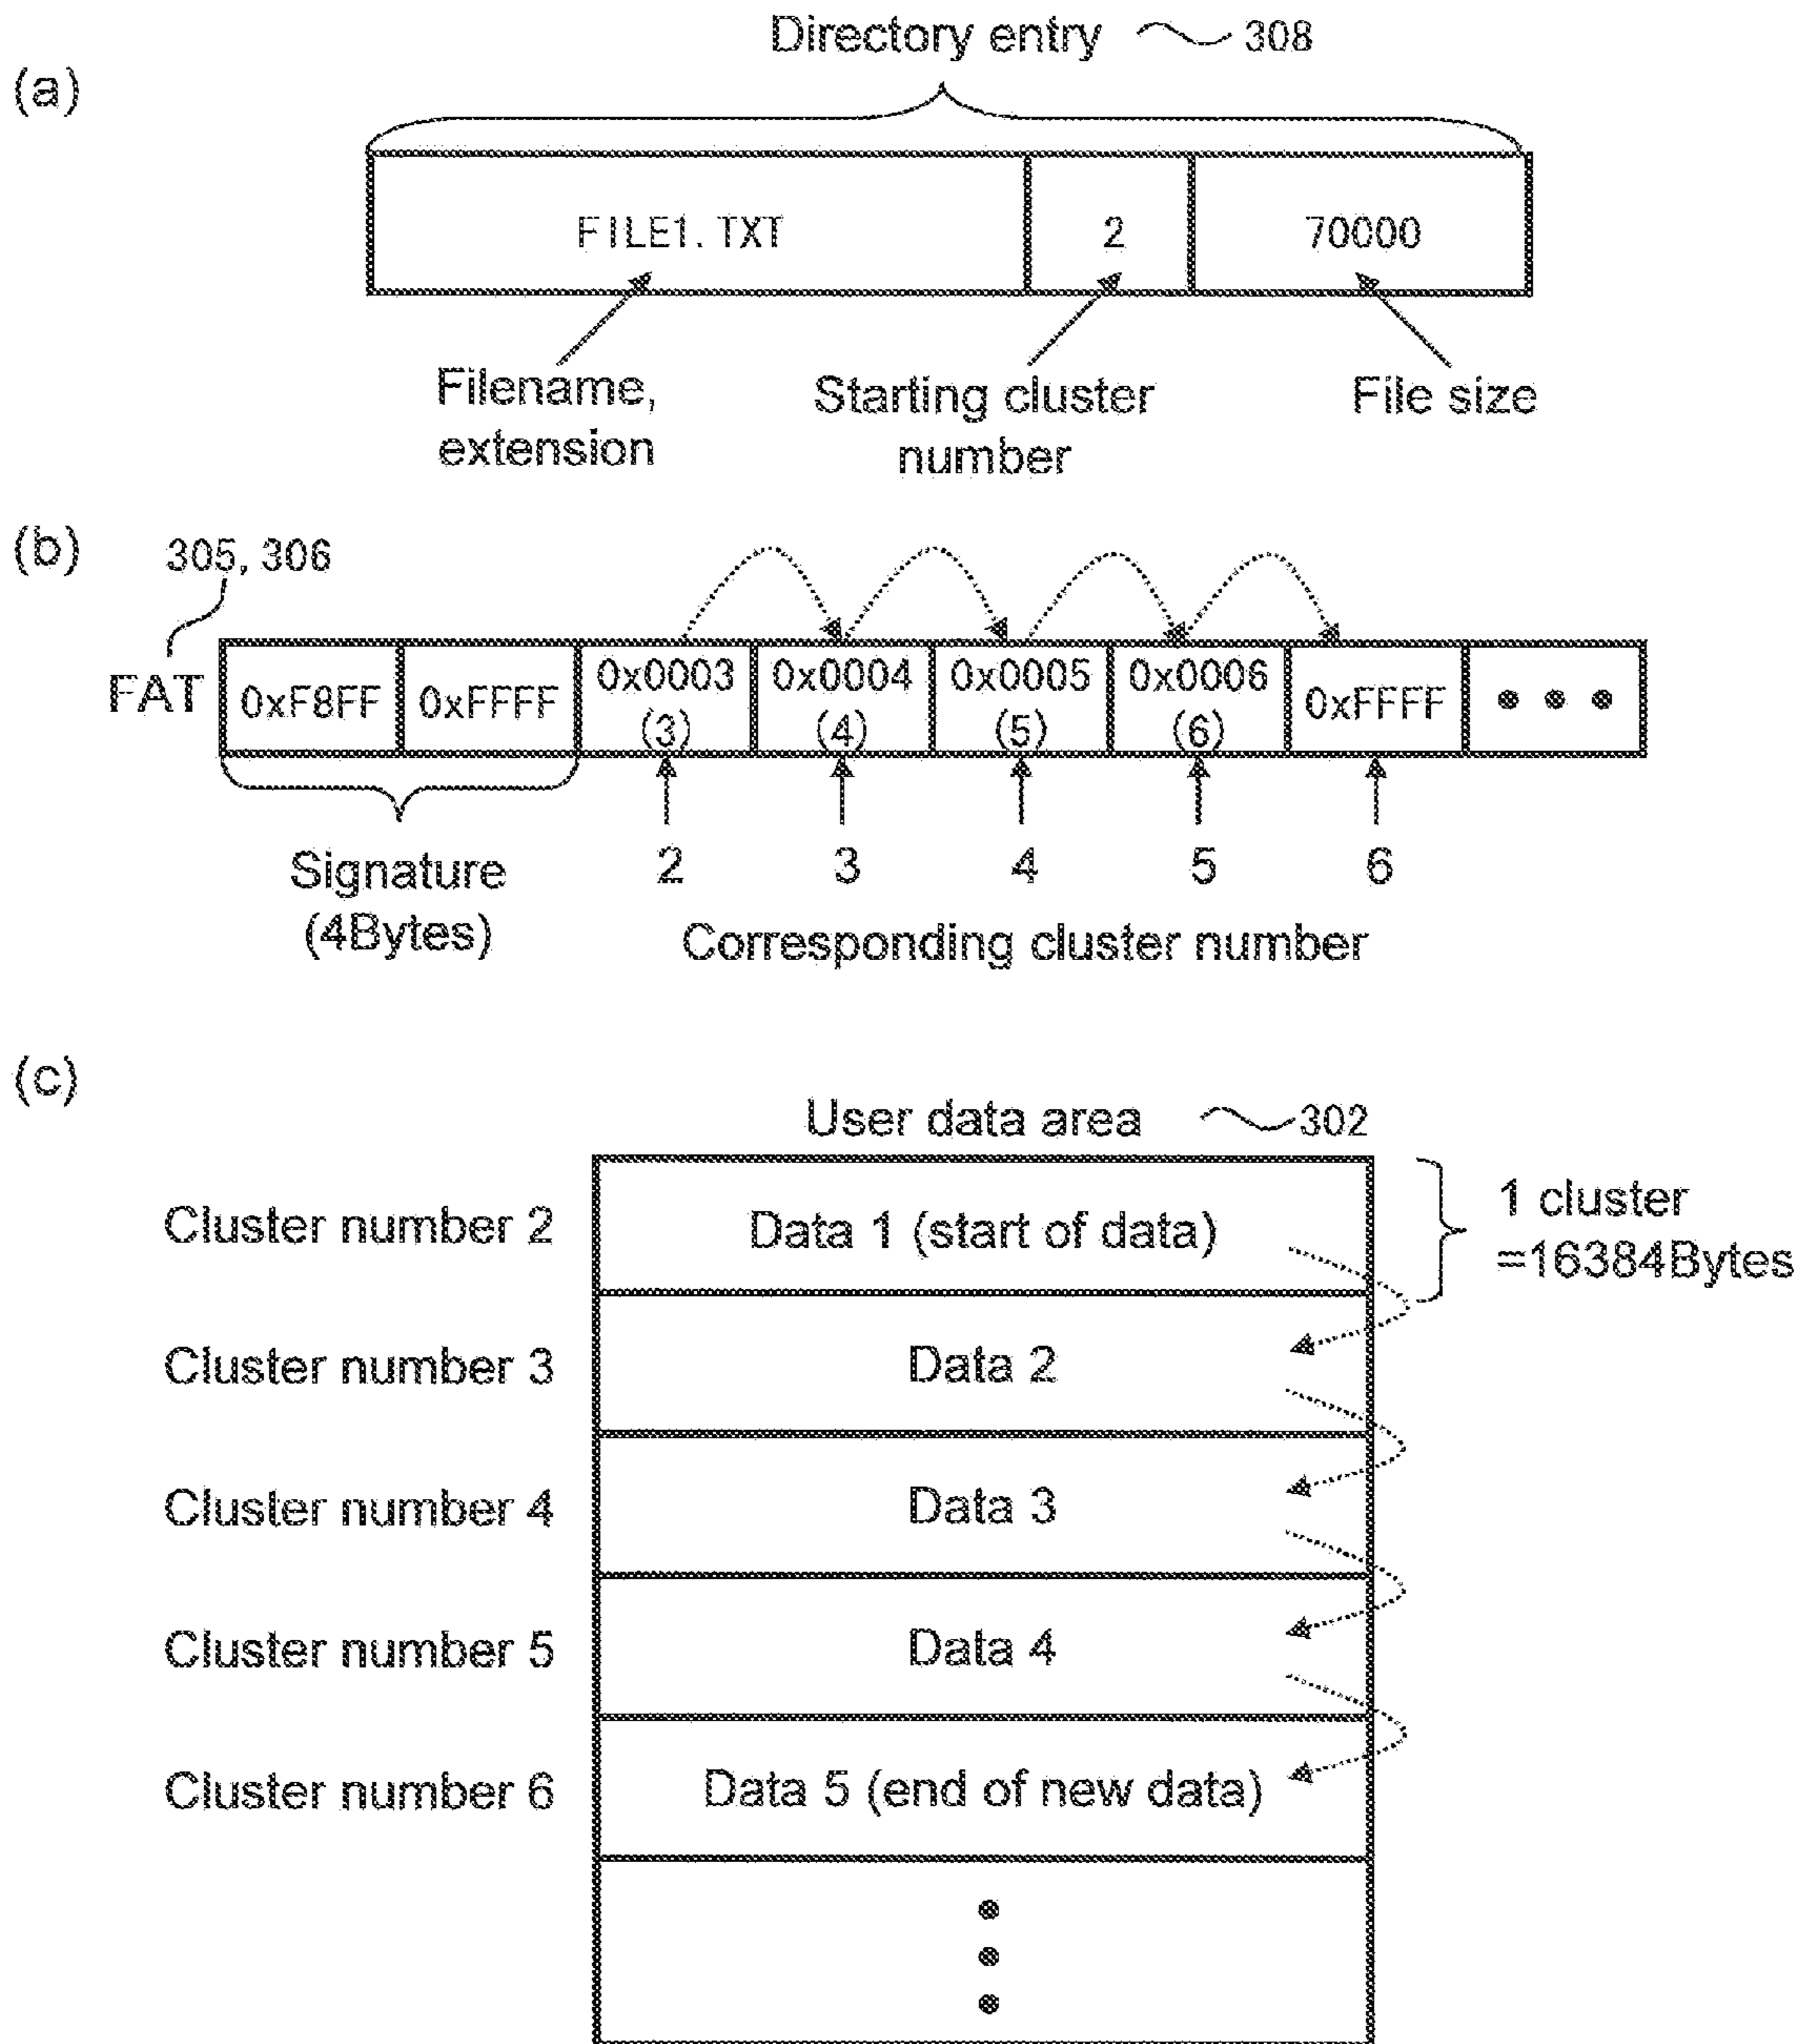 (a)
Directory entry 308
FILE1. TXT 2 70000
Filename,
extension
Starting cluster
number
File size
(b)
305, 306
FAT
0xF8FF 0xFFFF 0x0003 0x0004 0x0005 0x0006 0xFFFF
(3) (4) (5) (6)
Signature
(4Bytes)
2 3 4 5 6
Corresponding cluster number
(c)
User data area 302
Cluster number 2 Data 1 (start of data)
1 cluster
=16384Bytes
Cluster number 3 Data 2
Cluster number 4 Data 3
Cluster number 5 Data 4
Cluster number 6 Data 5 (end of new data)